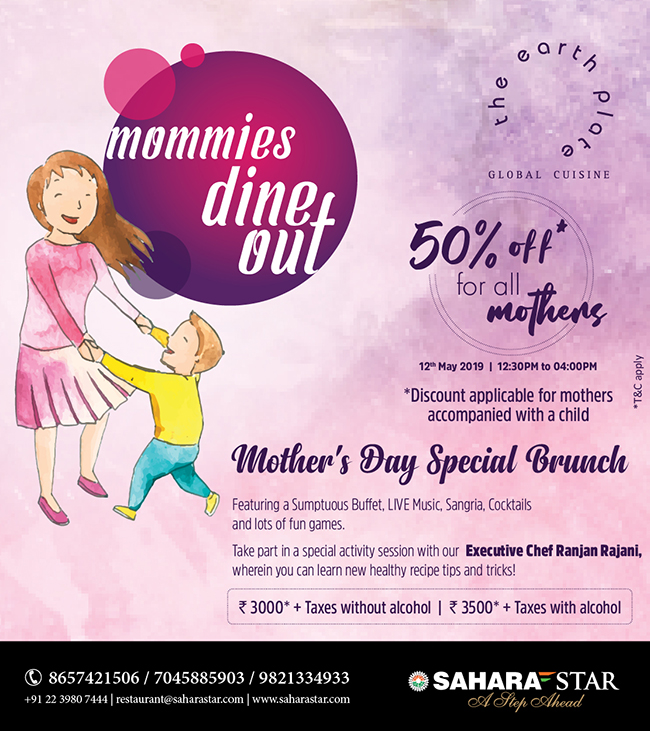 the earth plate
GLOBAL CUISINE
mommies
dine
out
50% off*
for all
mothers
12th May 2019 | 12:30PM to 04:00PM
*T&C apply
*Discount applicable for mothers
accompanied with a child
Mother's Day Special Brunch
Featuring a Sumptuous Buffet, LIVE Music, Sangria, Cocktails
and lots of fun games.
Take part in a special activity session with our Executive Chef Ranjan Rajani,
wherein you can learn new healthy recipe tips and tricks!
₹ 3000* + Taxes without alcohol | ₹ 3500* + Taxes with alcohol
8657421506 / 7045885903 / 9821334933
+91 22 3980 7444 | restaurant@saharastar.com | www.saharastar.com
SAHARA STAR
A Step Ahead